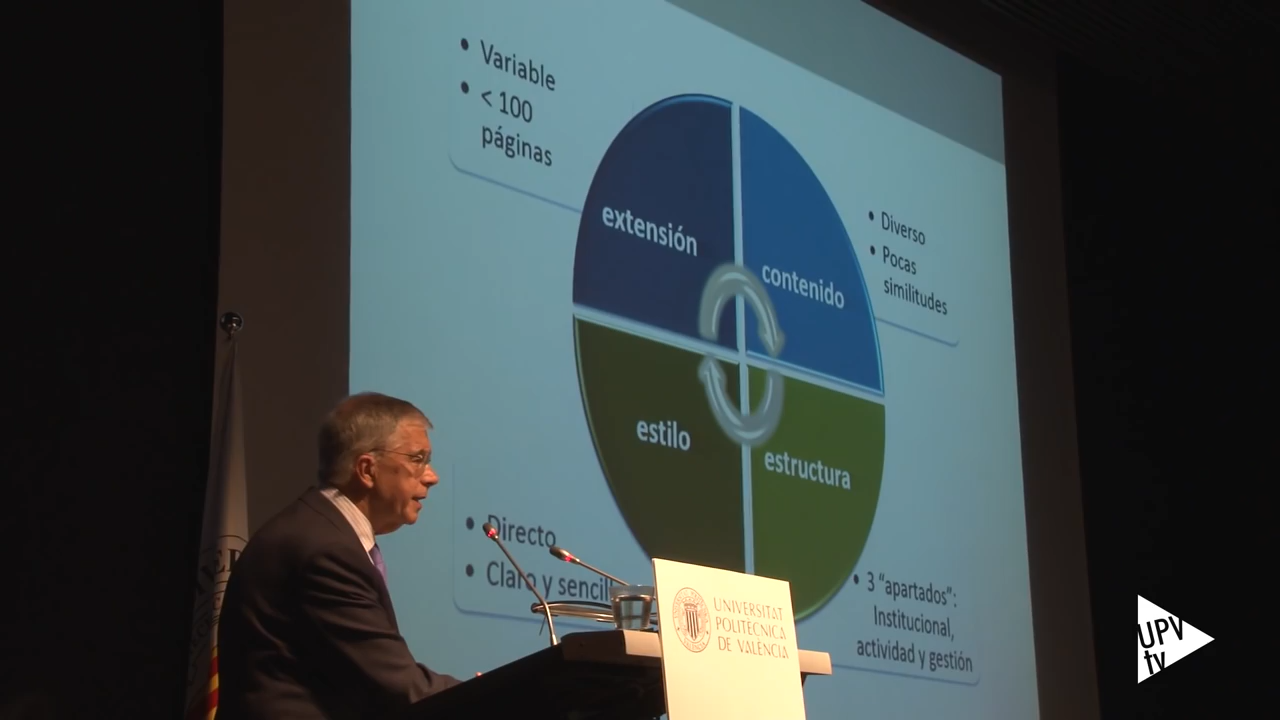 • Variable
• < 100
páginas
extensión
contenido
• Diverso
• Pocas
similitudes
estilo
estructura
• Directo
• Claro y
• 3 “apartados”:
Institucional,
actividad y gestión
UNIVERSITAT
POLITÈCNICA
DE VALÈNCIA
UPV
tv